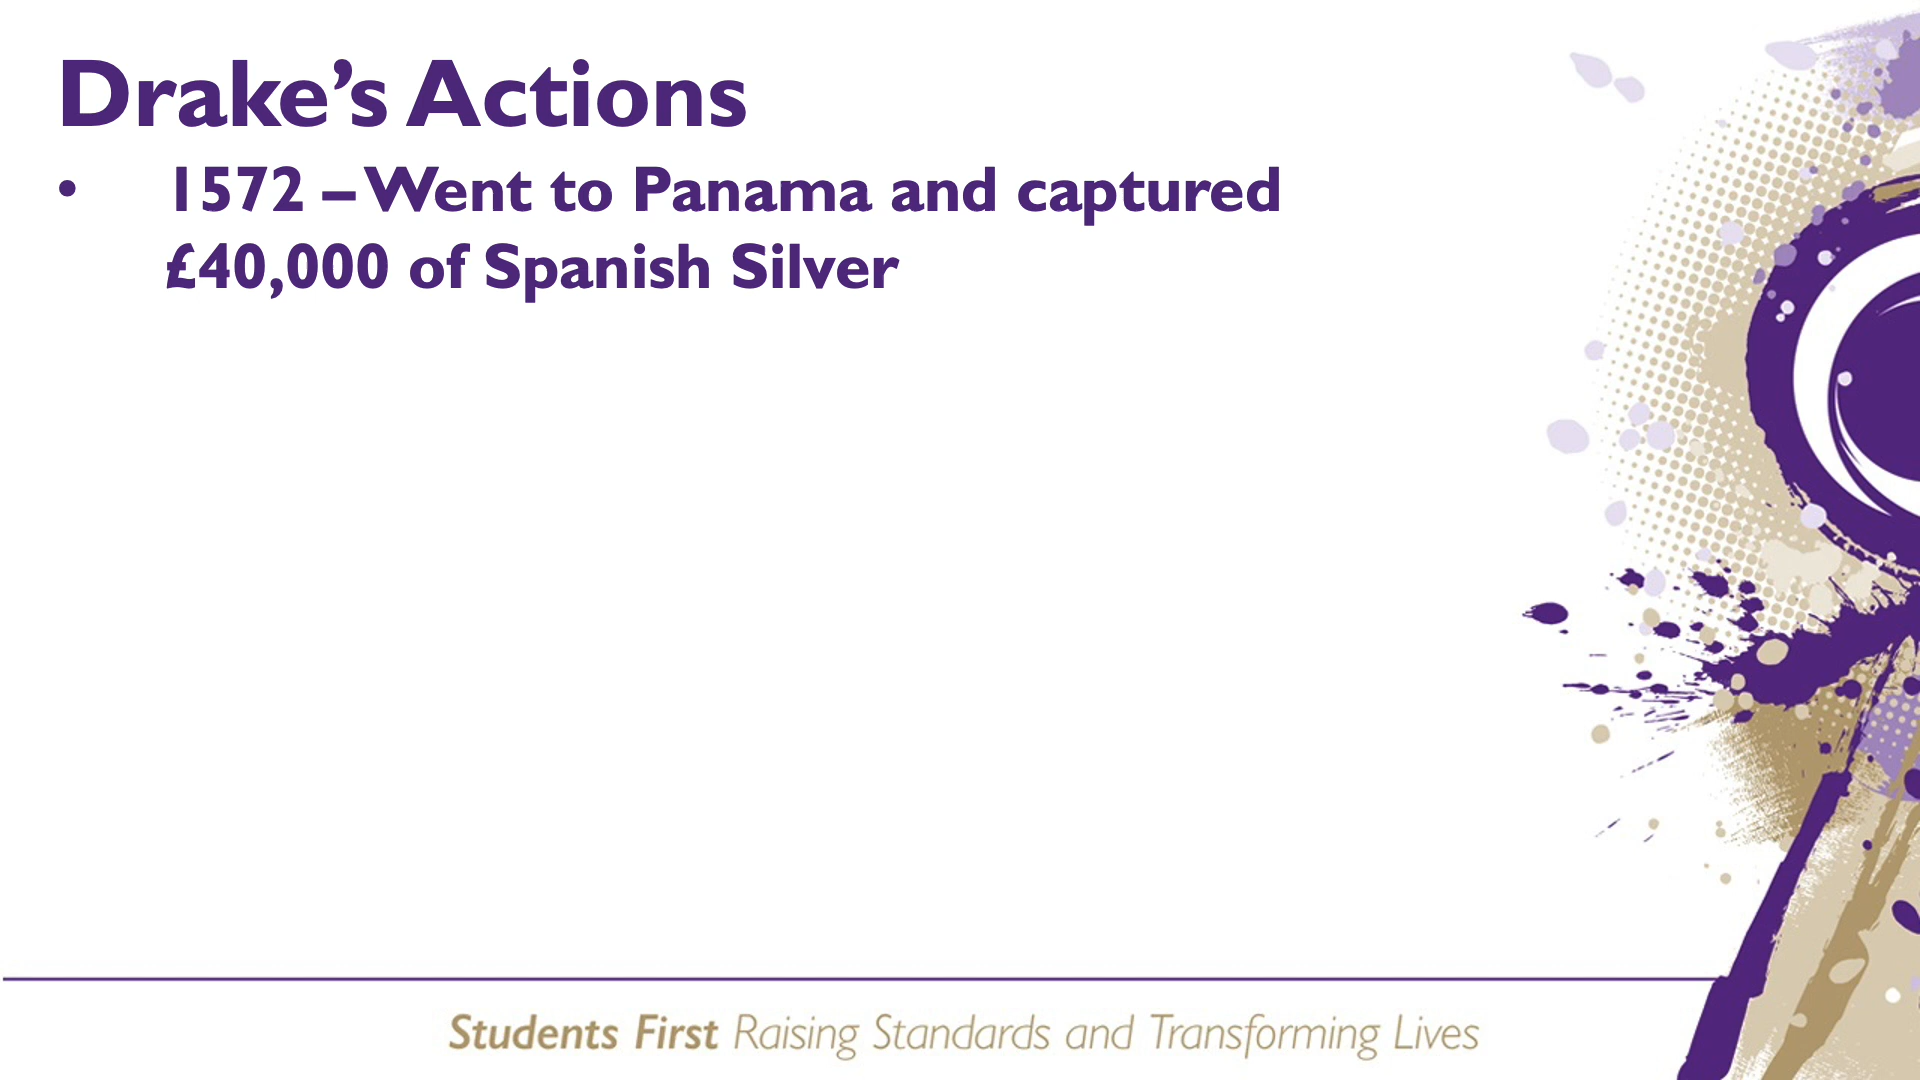 Drake’s Actions
• 1572 – Went to Panama and captured
£40,000 of Spanish Silver
Students First Raising Standards and Transforming Lives